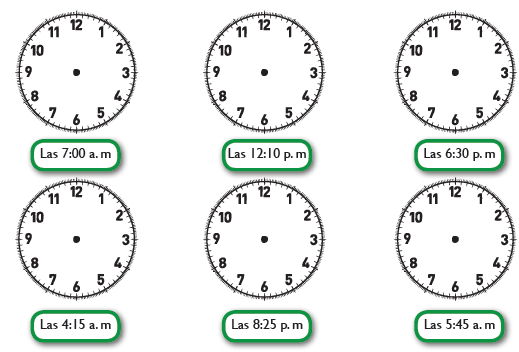 12 1 2 3 4 5 6 7 8 9 10 11
12 1 2 3 4 5 6 7 8 9 10 11
12 1 2 3 4 5 6 7 8 9 10 11
Las 7:00 a. m
Las 12:10 p. m
Las 6:30 p. m
12 1 2 3 4 5 6 7 8 9 10 11
12 1 2 3 4 5 6 7 8 9 10 11
12 1 2 3 4 5 6 7 8 9 10 11
Las 4:15 a. m
Las 8:25 p. m
Las 5:45 a. m